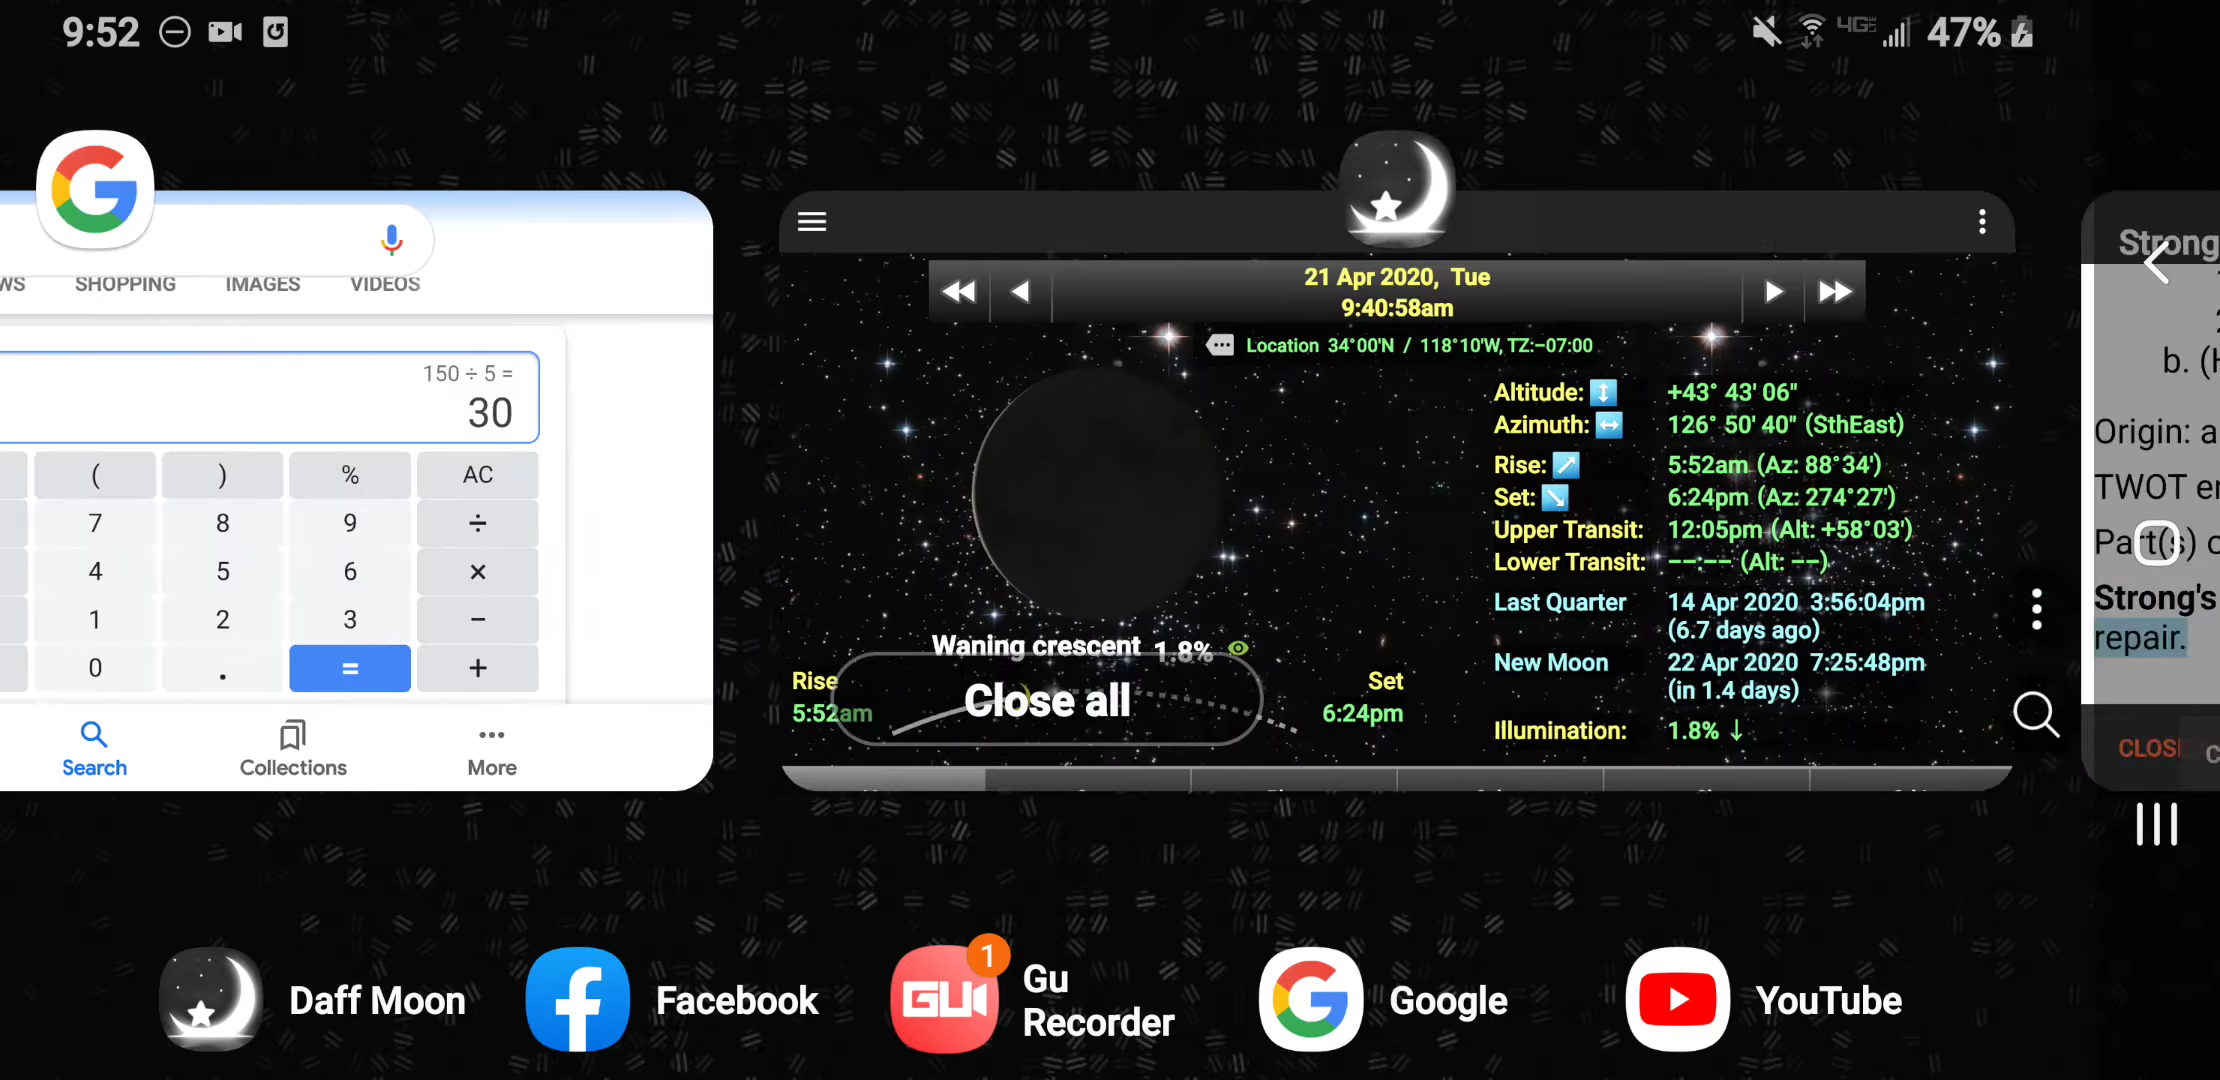 9:52
4G
47%
WS SHOPPING IMAGES VIDEOS
150 ÷ 5 =
30
( ) % AC
7 8 9 ÷
4 5 6 ×
1 2 3 −
0 . = +
Search Collections More
21 Apr 2020, Tue
9:40:58am
Location 34°00'N / 118°10'W, TZ:−07:00
Altitude: +43° 43' 06"
Azimuth: 126° 50' 40" (SthEast)
Rise: 5:52am (Az: 88°34')
Set: 6:24pm (Az: 274°27')
Upper Transit: 12:05pm (Alt: +58°03')
Lower Transit: −−:−− (Alt: −−)
Last Quarter 14 Apr 2020 3:56:04pm
(6.7 days ago)
New Moon 22 Apr 2020 7:25:48pm
(in 1.4 days)
Illumination: 1.8% ↓
Waning crescent 1.8%
Rise
5:52am
Set
6:24pm
Close all
Strong
b. (H
Origin: a
TWOT en
Part(s) o
Strong's
repair.
CLOS
Daff Moon
Facebook
GU
1
Gu
Recorder
Google
YouTube